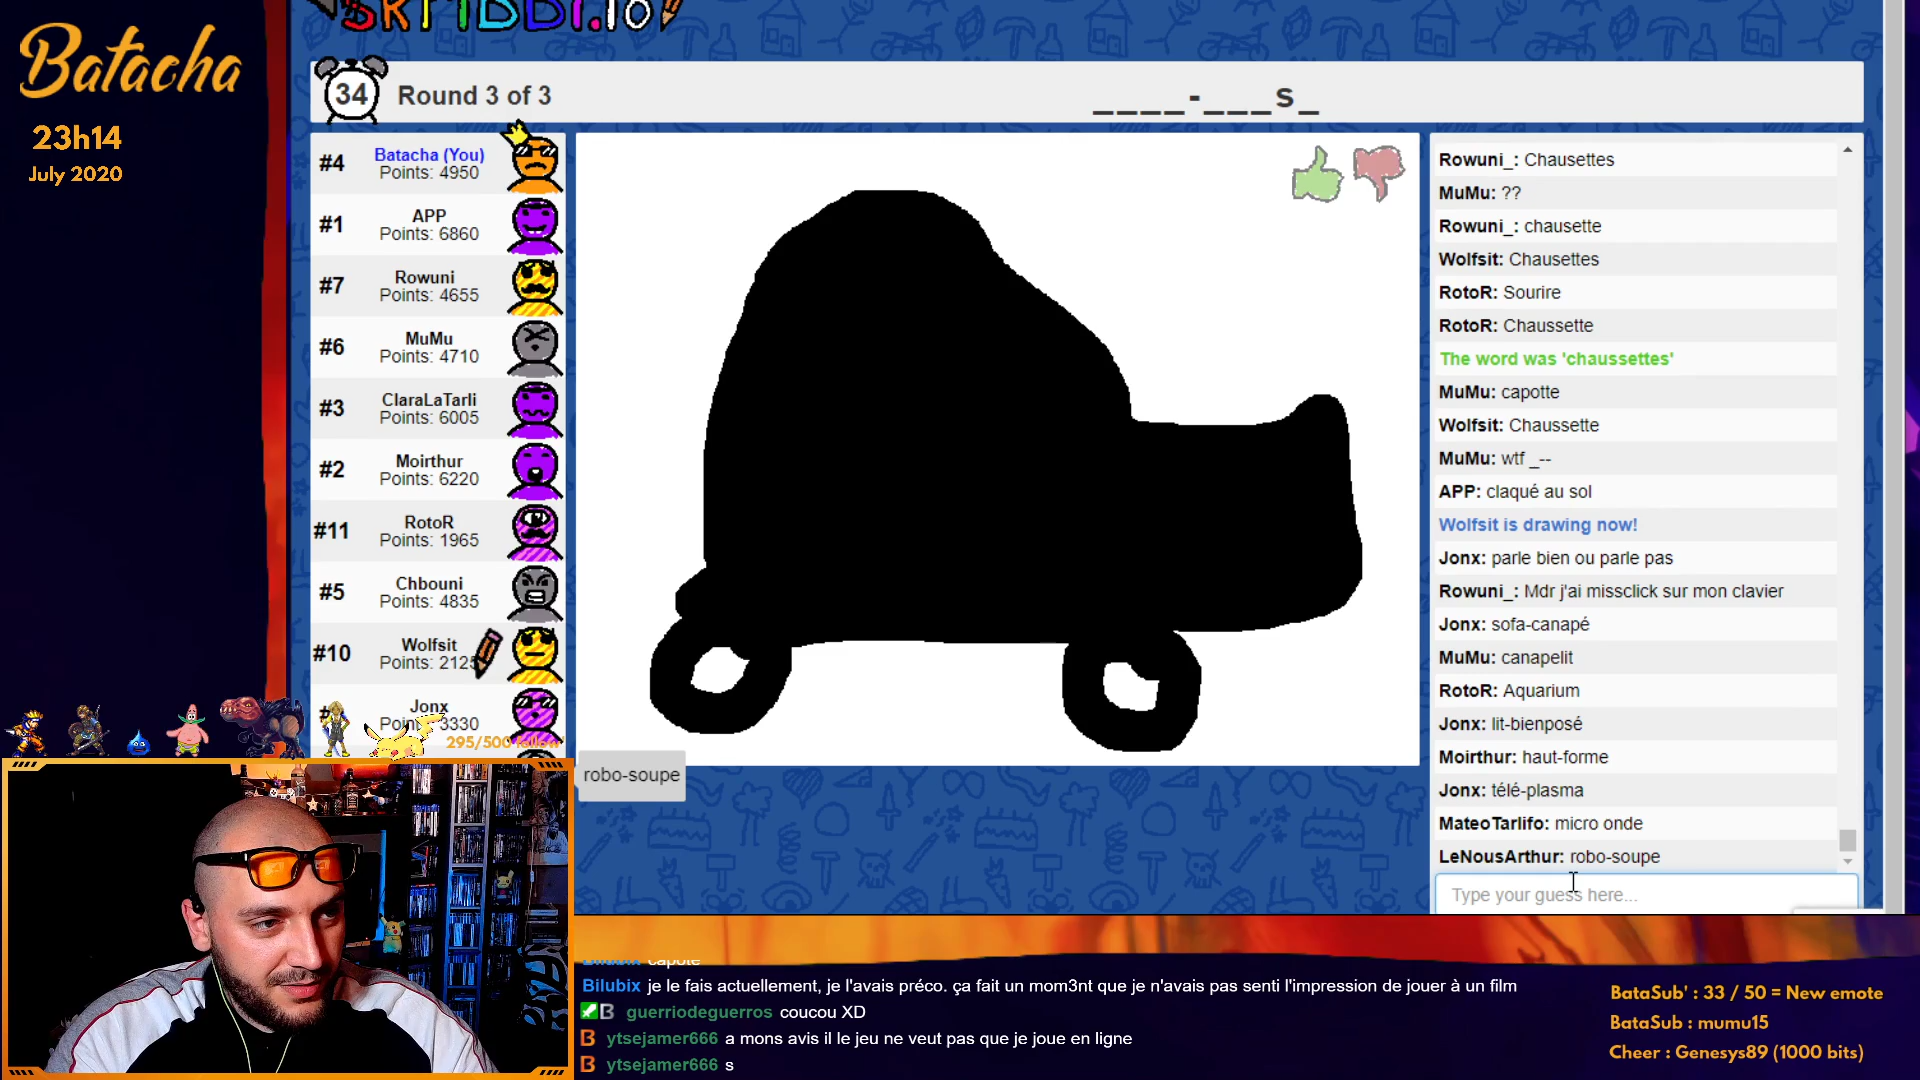 Batacha
23h14
July 2020
skribbl.io
34
Round 3 of 3
____-___s_
#4
Batacha (You)
Points: 4950
#1
APP
Points: 6860
#7
Rowuni
Points: 4655
#6
MuMu
Points: 4710
#3
ClaraLaTarli
Points: 6005
#2
Moirthur
Points: 6220
#11
RotoR
Points: 1965
#5
Chbouni
Points: 4835
#10
Wolfsit
Points: 2125
Jonx
3330
295/500
robo-soupe
Rowuni_: Chausettes
MuMu: ??
Rowuni_: chausette
Wolfsit: Chausettes
RotoR: Sourire
RotoR: Chaussette
The word was 'chaussettes'
MuMu: capotte
Wolfsit: Chaussette
MuMu: wtf _--
APP: claqué au sol
Wolfsit is drawing now!
Jonx: parle bien ou parle pas
Rowuni_: Mdr j'ai missclick sur mon clavier
Jonx: sofa-canapé
MuMu: canapelit
RotoR: Aquarium
Jonx: lit-bienposé
Moirthur: haut-forme
Jonx: télé-plasma
MateoTarlifo: micro onde
LeNousArthur: robo-soupe
Type your guess here...
Bilubix je le fais actuellement, je l'avais préco. ça fait un mom3nt que je n'avais pas senti l'impression de jouer à un film
guerriodeguerros coucou XD
ytsejamer666 a mons avis il le jeu ne veut pas que je joue en ligne
ytsejamer666 s
BataSub' : 33 / 50 = New emote
BataSub : mumu15
Cheer : Genesys89 (1000 bits)